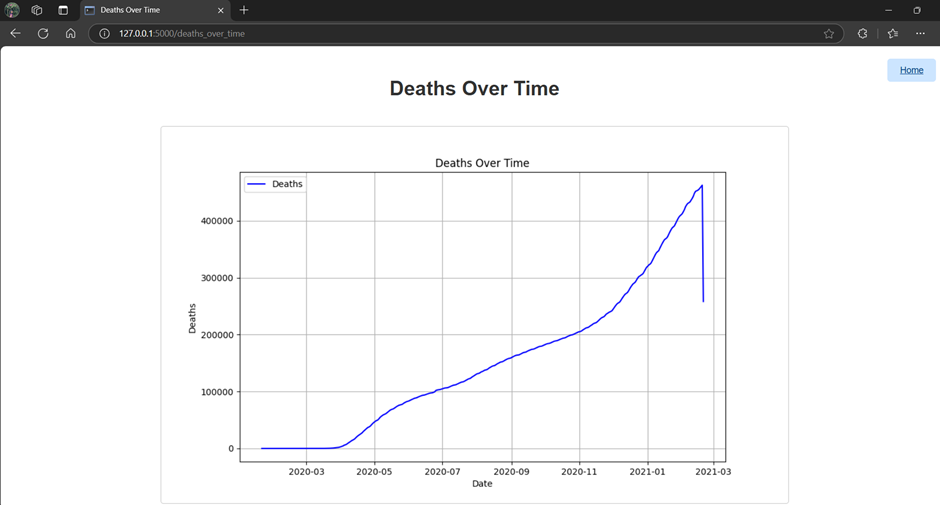 Deaths Over Time
127.0.0.1:5000/deaths_over_time
Home
Deaths Over Time
Deaths Over Time
Deaths
400000
300000
200000
100000
0
Deaths
2020-03 2020-05 2020-07 2020-09 2020-11 2021-01 2021-03
Date